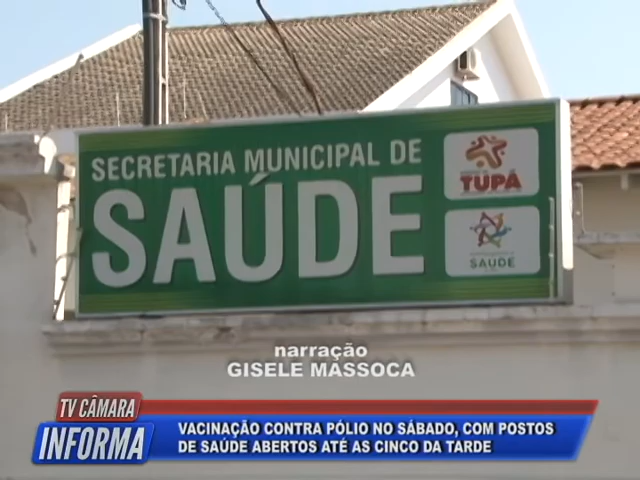 SECRETARIA MUNICIPAL DE
SAÚDE
TUPÃ
SAÚDE
narração
GISELE MASSOCA
TV CÂMARA
INFORMA
VACINAÇÃO CONTRA PÓLIO NO SÁBADO, COM POSTOS
DE SAÚDE ABERTOS ATÉ AS CINCO DA TARDE